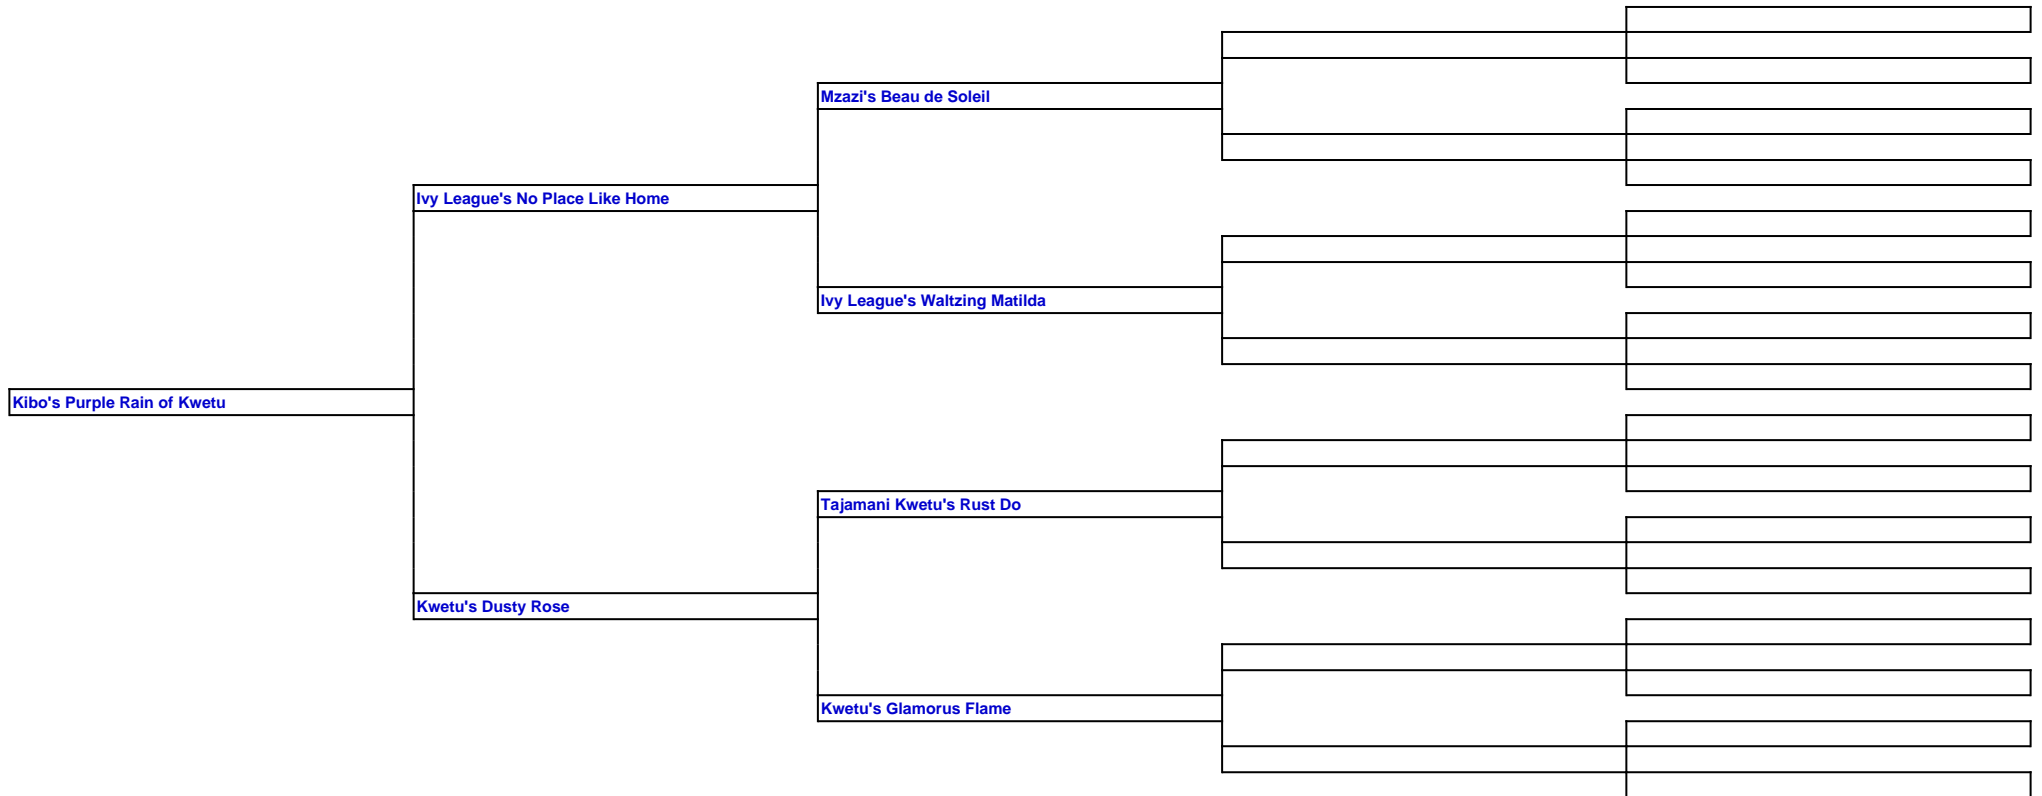 Mzazi's Beau de Soleil
Ivy League's No Place Like Home
Ivy League's Waltzing Matilda
Kibo's Purple Rain of Kwetu
Tajamani Kwetu's Rust Do
Kwetu's Dusty Rose
Kwetu's Glamorus Flame